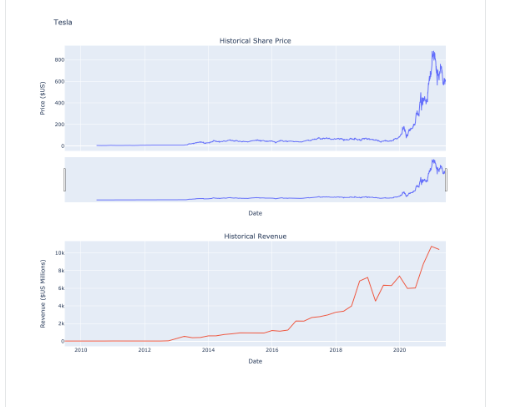 Tesla
Historical Share Price
800
600
400
200
0
Price ($US)
Date
Historical Revenue
10k
8k
6k
4k
2k
0
Revenue ($US Millions)
2010 2012 2014 2016 2018 2020
Date